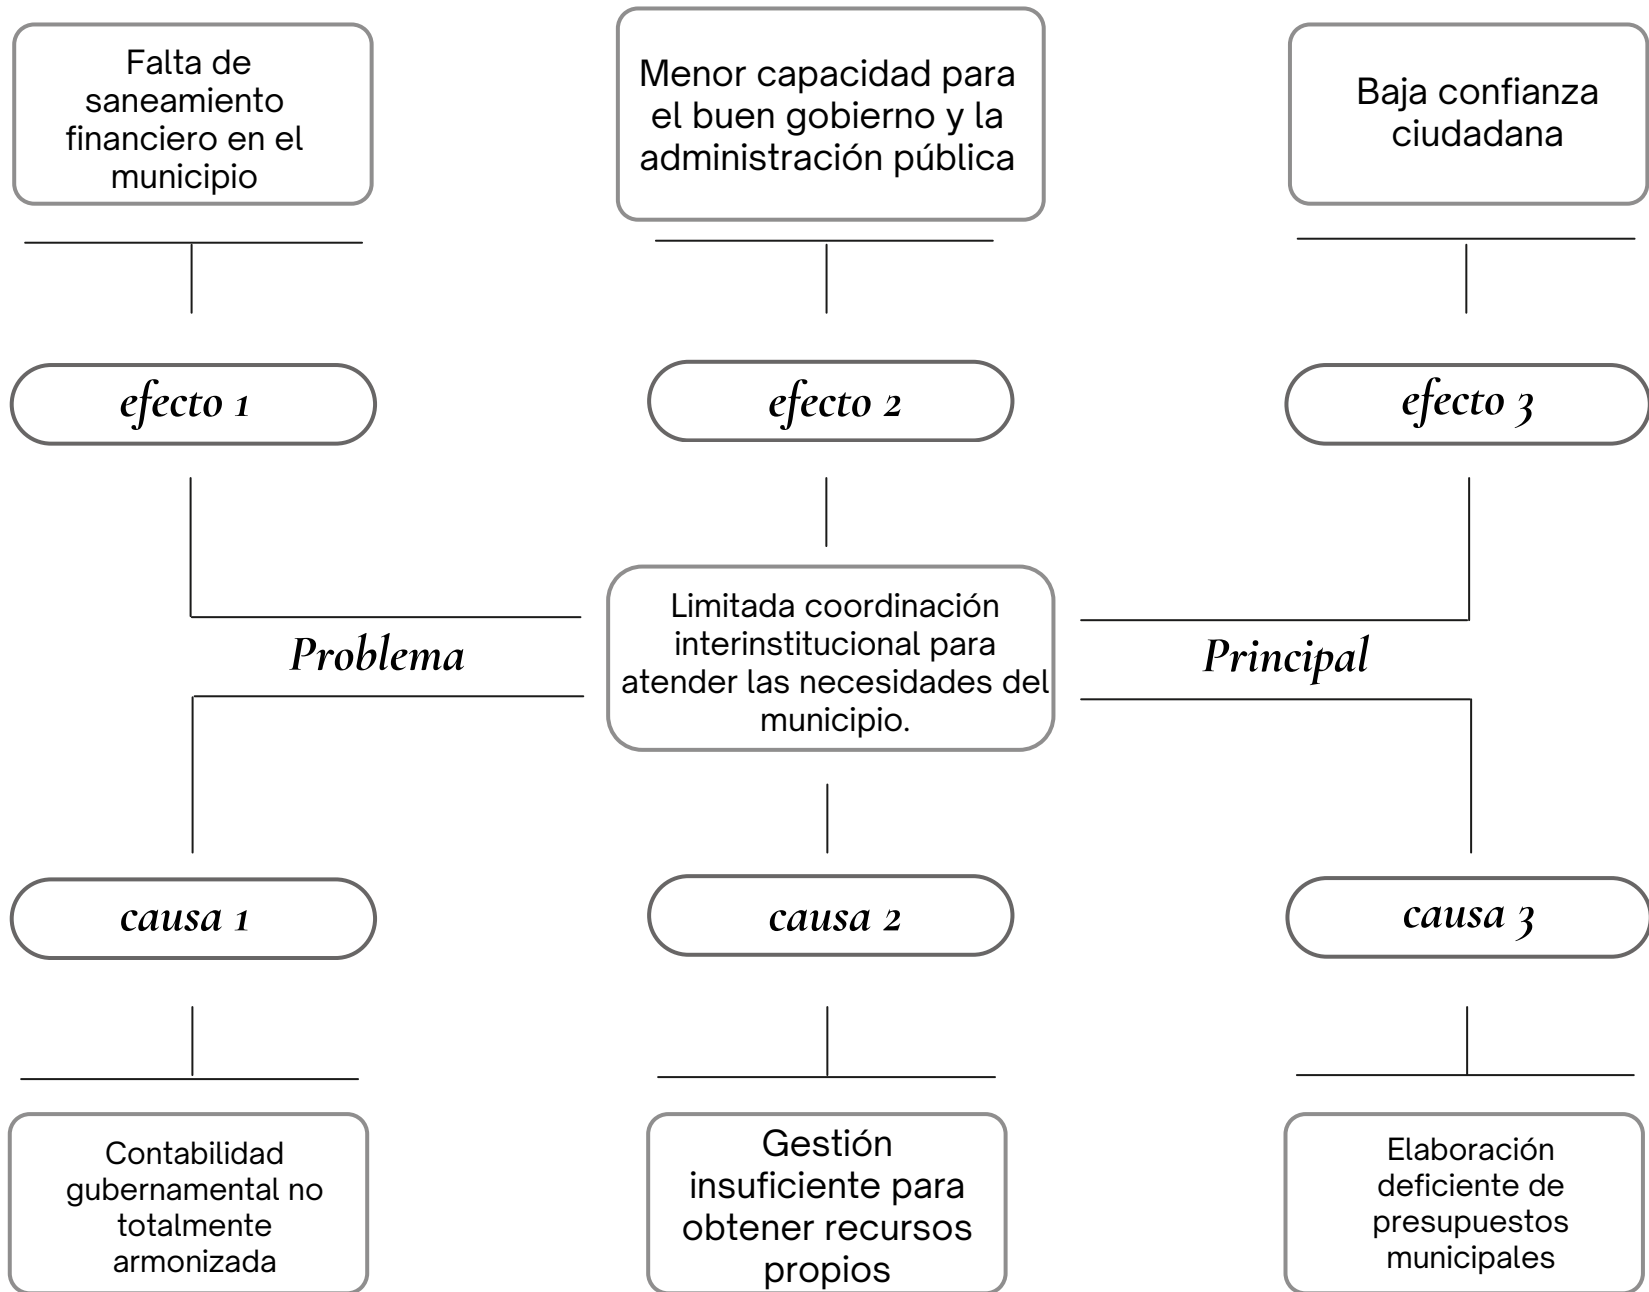 Falta de
saneamiento
financiero en el
municipio
Menor capacidad para
el buen gobierno y la
administración pública
Baja confianza
ciudadana
efecto 1
efecto 2
efecto 3
Limitada coordinación
interinstitucional para
atender las necesidades del
municipio.
Problema
Principal
causa 1
causa 2
causa 3
Contabilidad
gubernamental no
totalmente
armonizada
Gestión
insuficiente para
obtener recursos
propios
Elaboración
deficiente de
presupuestos
municipales